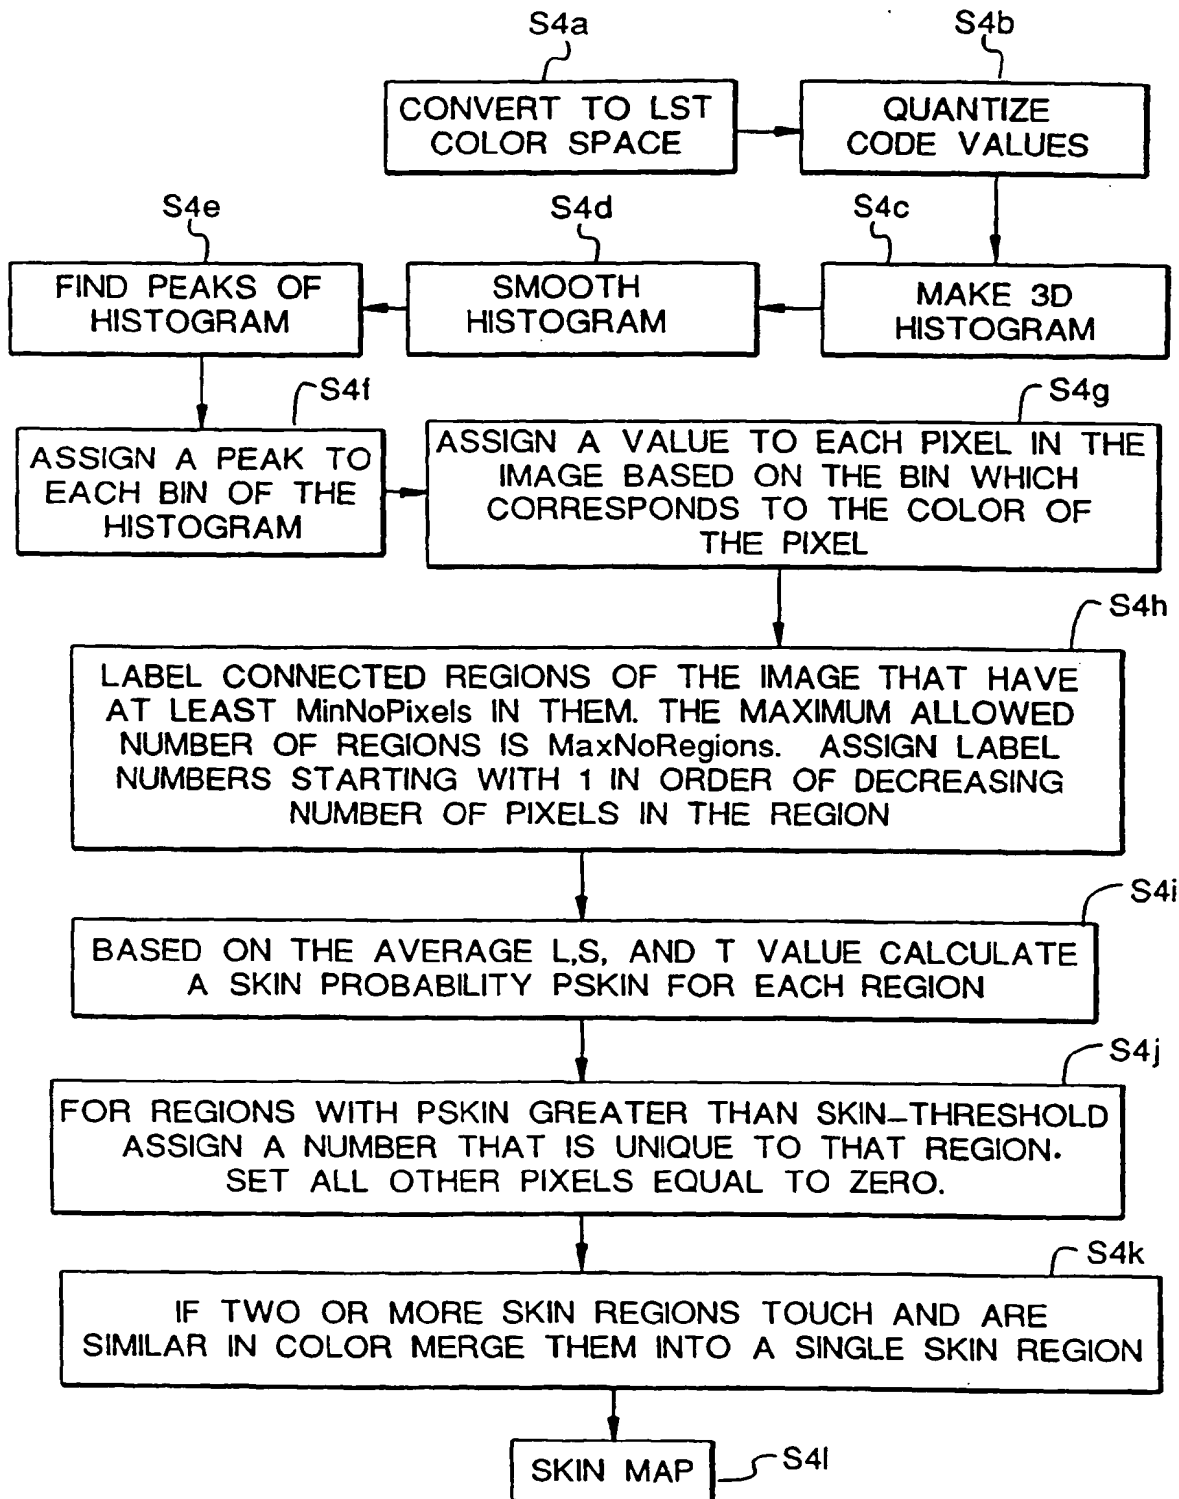 S4a
CONVERT TO LST
COLOR SPACE
S4b
QUANTIZE
CODE VALUES
S4c
MAKE 3D
HISTOGRAM
S4d
SMOOTH
HISTOGRAM
S4e
FIND PEAKS OF
HISTOGRAM
S4f
ASSIGN A PEAK TO
EACH BIN OF THE
HISTOGRAM
S4g
ASSIGN A VALUE TO EACH PIXEL IN THE
IMAGE BASED ON THE BIN WHICH
CORRESPONDS TO THE COLOR OF
THE PIXEL
S4h
LABEL CONNECTED REGIONS OF THE IMAGE THAT HAVE
AT LEAST MinNoPixels IN THEM. THE MAXIMUM ALLOWED
NUMBER OF REGIONS IS MaxNoRegions. ASSIGN LABEL
NUMBERS STARTING WITH 1 IN ORDER OF DECREASING
NUMBER OF PIXELS IN THE REGION
S4i
BASED ON THE AVERAGE L,S, AND T VALUE CALCULATE
A SKIN PROBABILITY PSKIN FOR EACH REGION
S4j
FOR REGIONS WITH PSKIN GREATER THAN SKIN-THRESHOLD
ASSIGN A NUMBER THAT IS UNIQUE TO THAT REGION.
SET ALL OTHER PIXELS EQUAL TO ZERO.
S4k
IF TWO OR MORE SKIN REGIONS TOUCH AND ARE
SIMILAR IN COLOR MERGE THEM INTO A SINGLE SKIN REGION
SKIN MAP
S4l